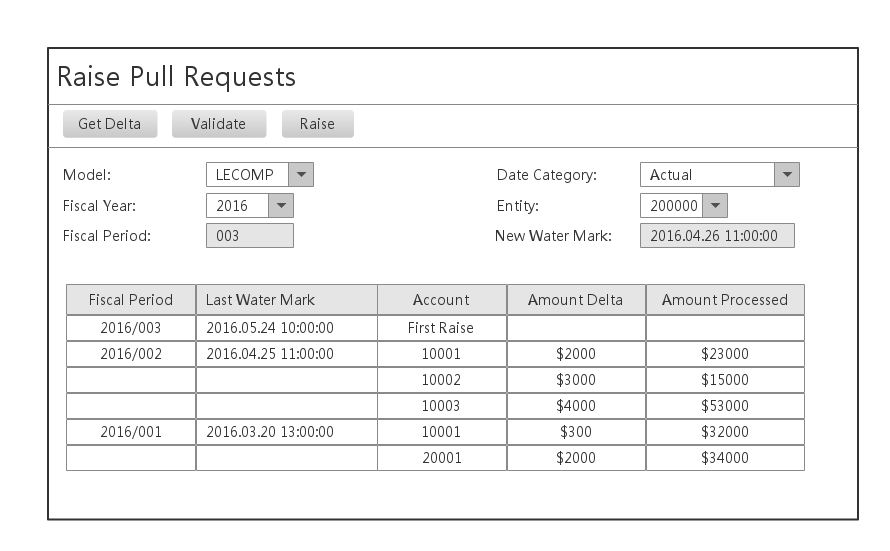 Raise Pull Requests
Get Delta Validate Raise
Model: LECOMP Date Category: Actual
Fiscal Year: 2016 Entity: 200000
Fiscal Period: 003 New Water Mark: 2016.04.26 11:00:00
Fiscal Period Last Water Mark Account Amount Delta Amount Processed
2016/003 2016.05.24 10:00:00 First Raise
2016/002 2016.04.25 11:00:00 10001 $2000 $23000
10002 $3000 $15000
10003 $4000 $53000
2016/001 2016.03.20 13:00:00 10001 $300 $32000
20001 $2000 $34000